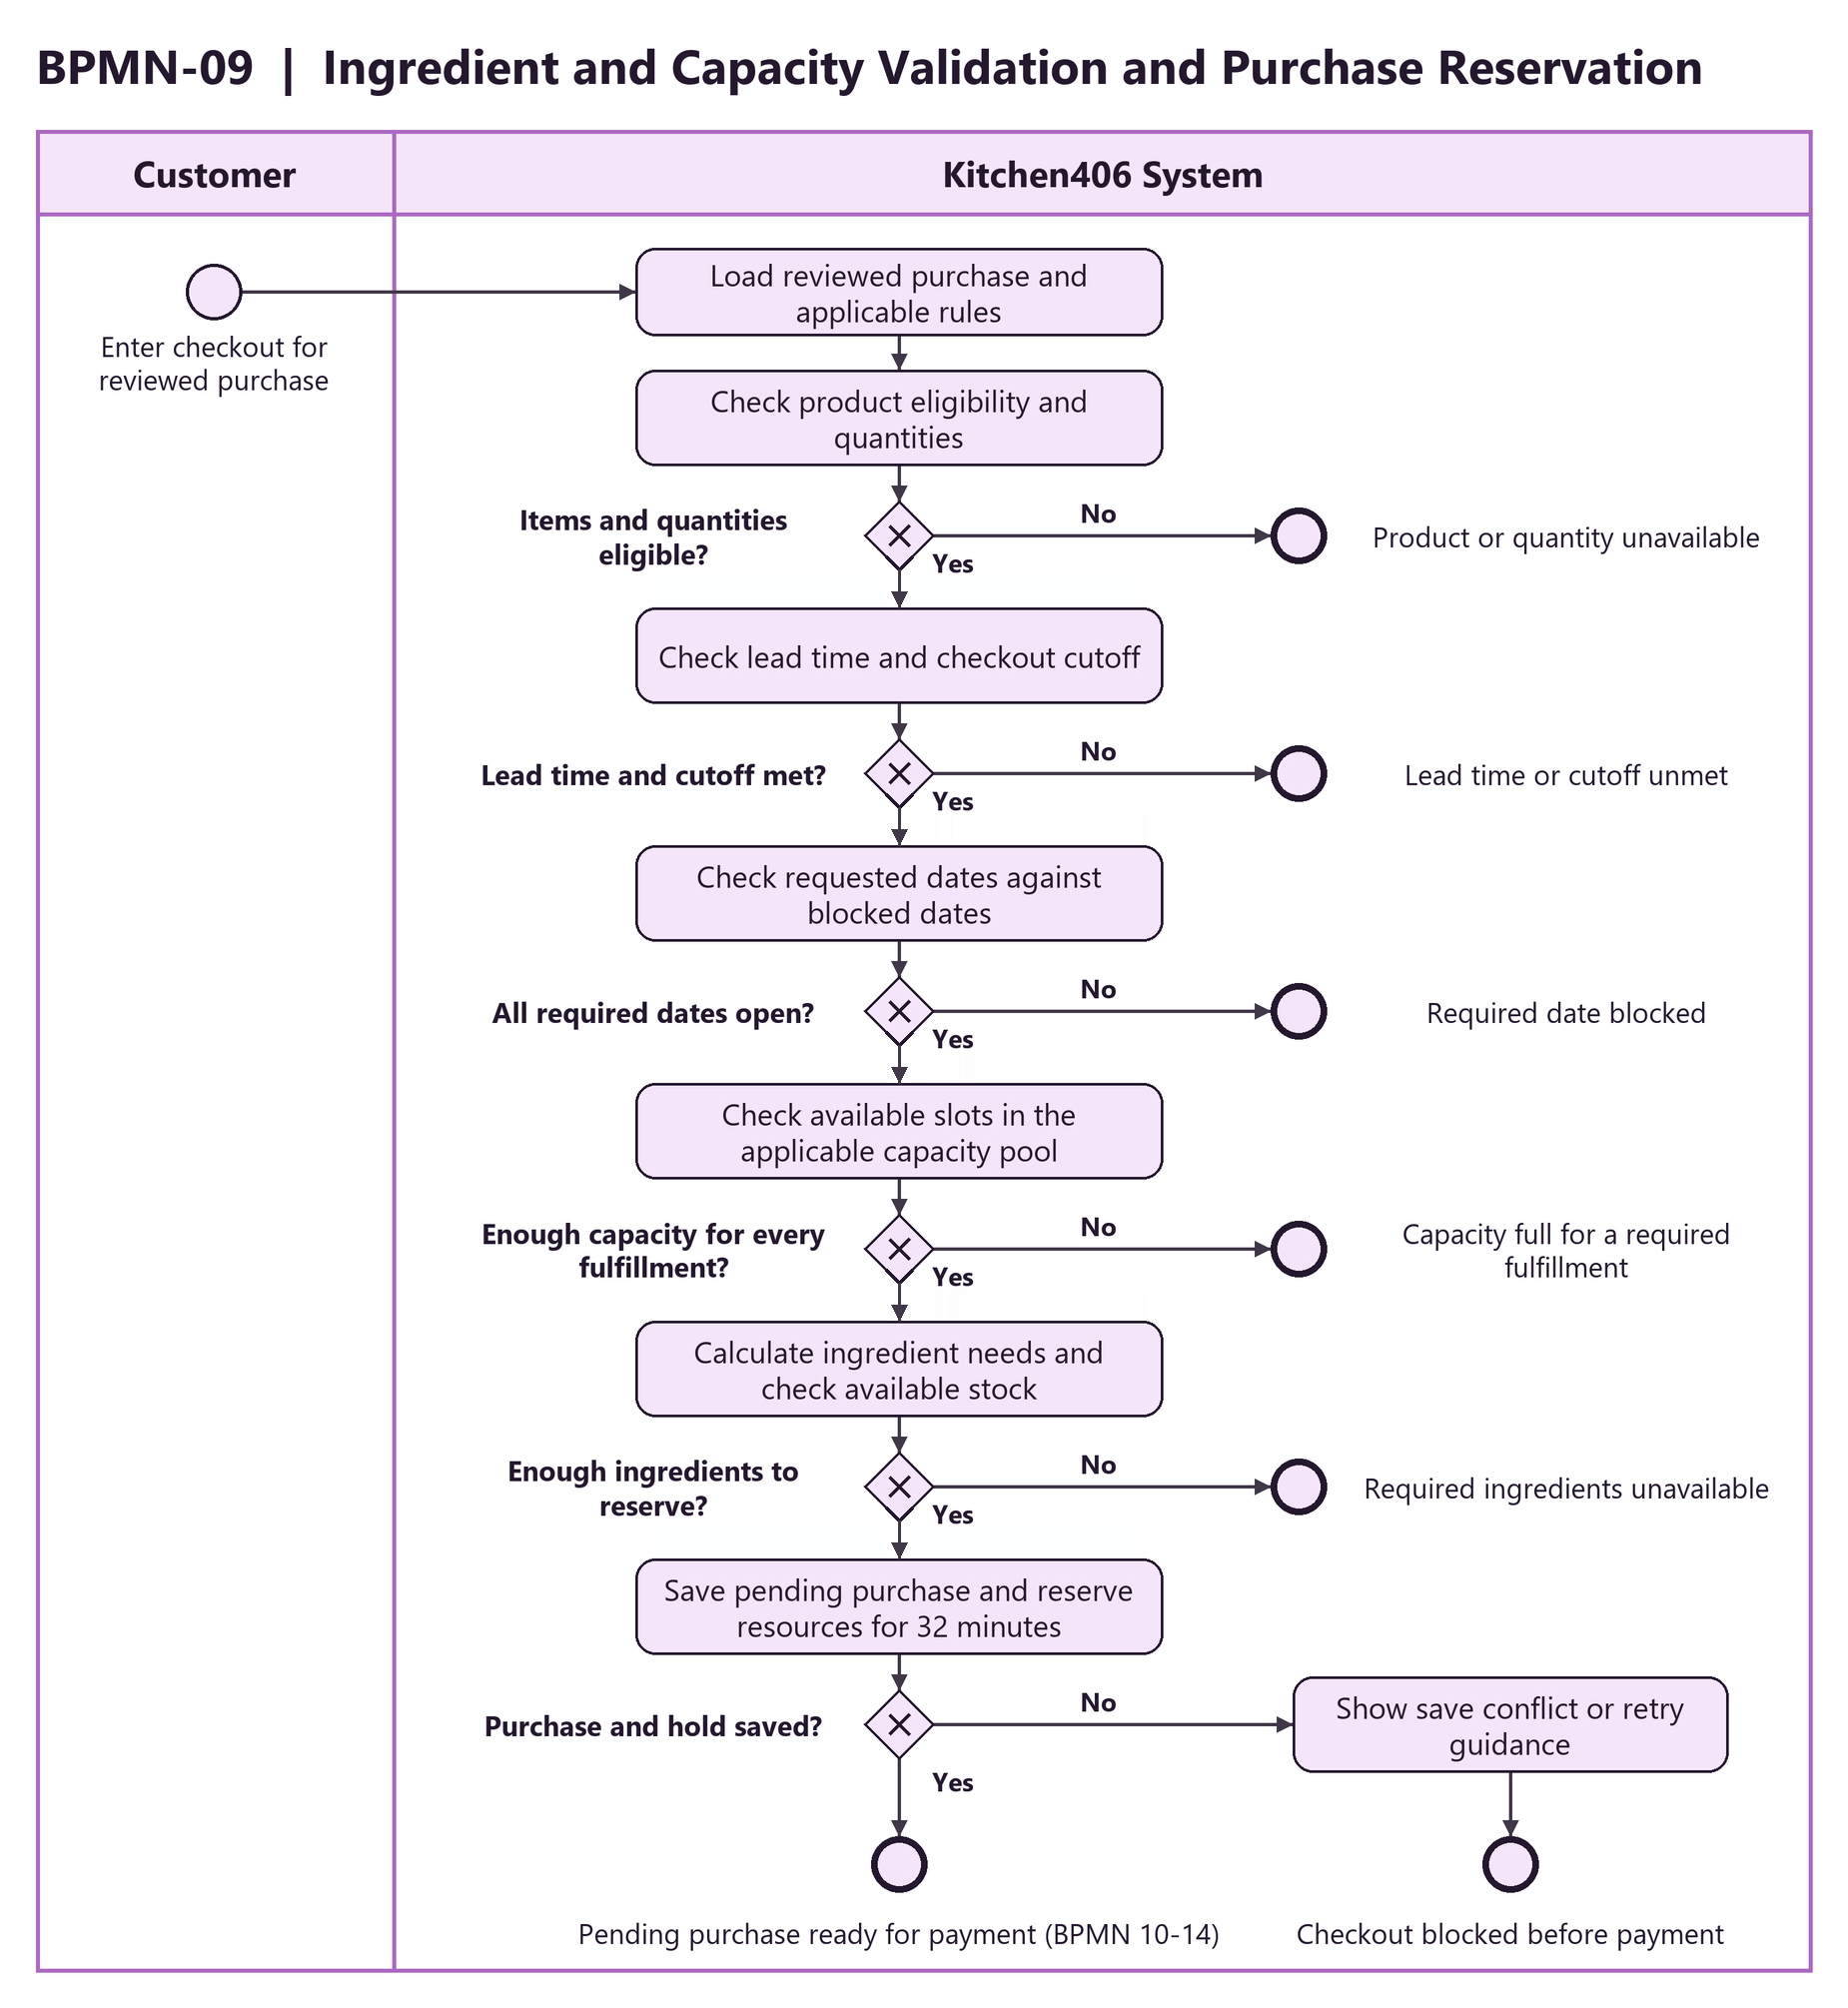 BPMN-09 | Ingredient and Capacity Validation and Purchase Reservation
Customer
Kitchen406 System
Enter checkout for
reviewed purchase
Load reviewed purchase and
applicable rules
Check product eligibility and
quantities
Items and quantities
eligible?
No
Yes
Product or quantity unavailable
Check lead time and checkout cutoff
Lead time and cutoff met?
No
Yes
Lead time or cutoff unmet
Check requested dates against
blocked dates
All required dates open?
No
Yes
Required date blocked
Check available slots in the
applicable capacity pool
Enough capacity for every
fulfillment?
No
Yes
Capacity full for a required
fulfillment
Calculate ingredient needs and
check available stock
Enough ingredients to
reserve?
No
Yes
Required ingredients unavailable
Save pending purchase and reserve
resources for 32 minutes
Purchase and hold saved?
No
Yes
Show save conflict or retry
guidance
Pending purchase ready for payment (BPMN 10-14)
Checkout blocked before payment